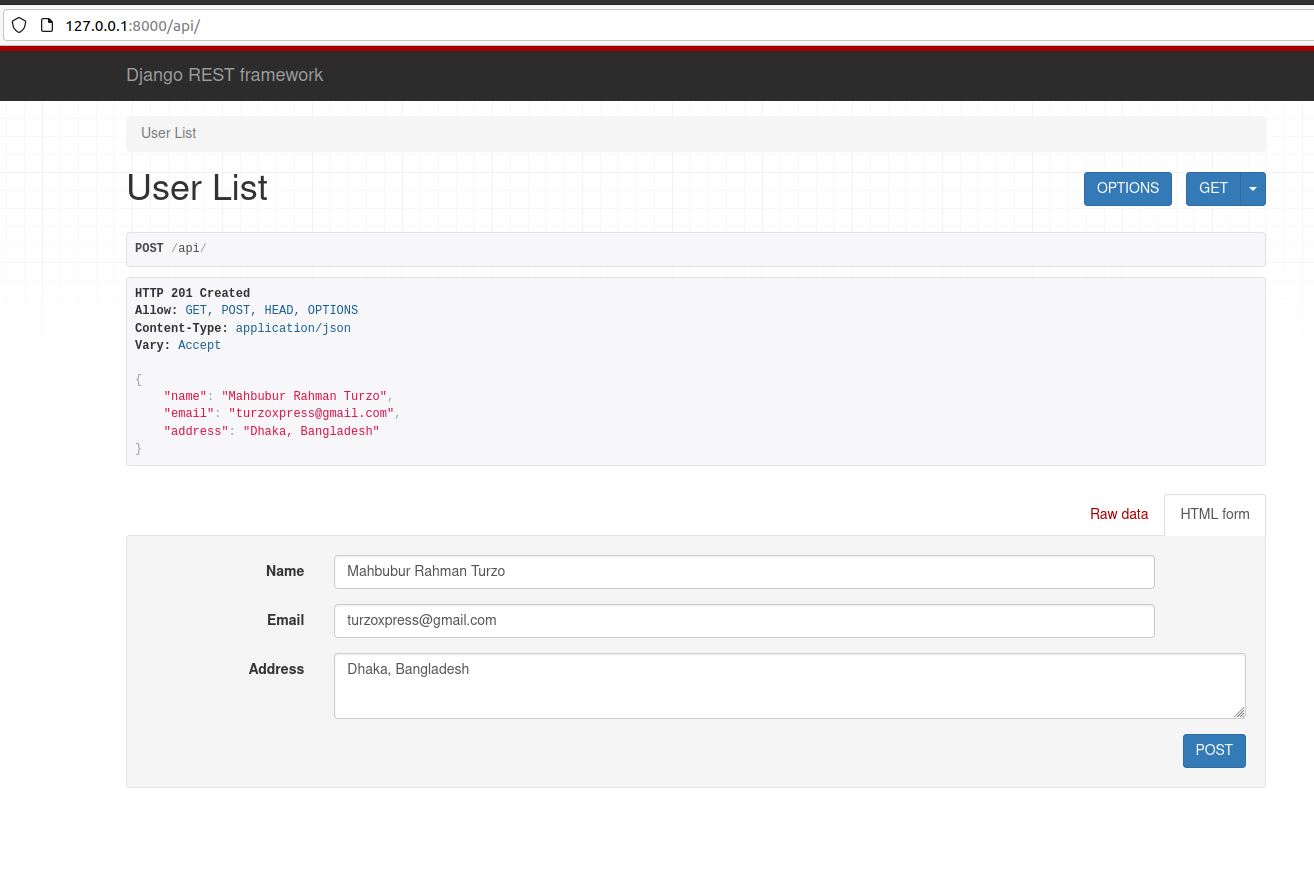 127.0.0.1:8000/api/
Django REST framework
User List
User List
OPTIONS GET
POST /api/
HTTP 201 Created
Allow: GET, POST, HEAD, OPTIONS
Content-Type: application/json
Vary: Accept
{
"name": "Mahbubur Rahman Turzo",
"email": "turzoxpress@gmail.com",
"address": "Dhaka, Bangladesh"
}
Raw data HTML form
Name Mahbubur Rahman Turzo
Email turzoxpress@gmail.com
Address Dhaka, Bangladesh
POST